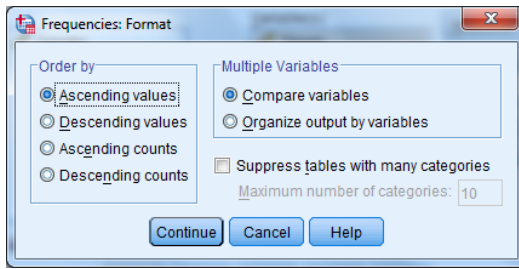 Frequencies: Format
Order by
Ascending values
Descending values
Ascending counts
Descending counts
Multiple Variables
Compare variables
Organize output by variables
Suppress tables with many categories
Maximum number of categories: 10
Continue Cancel Help